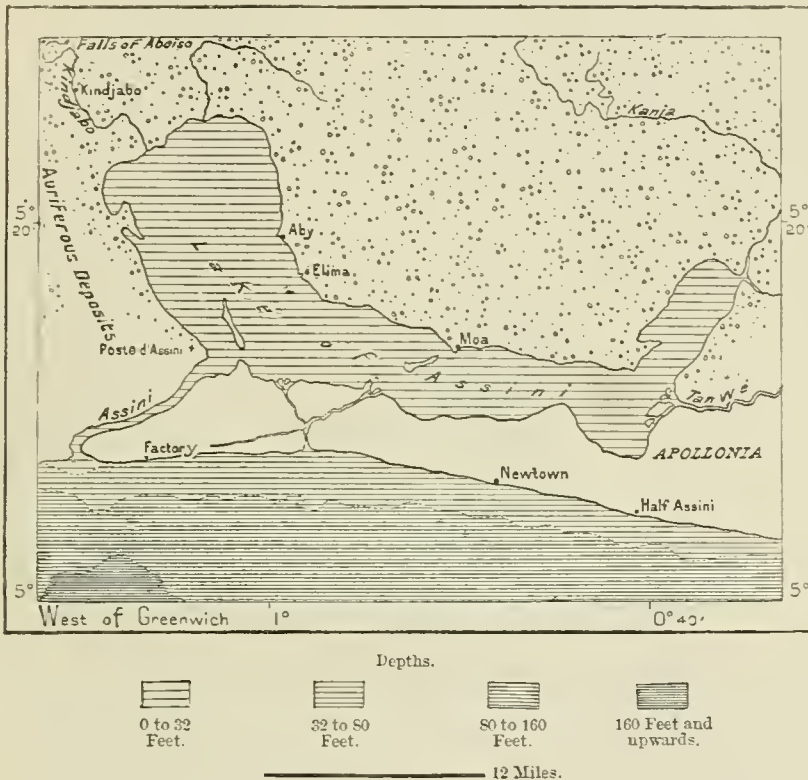 Falls of Aboiso
Kindjabo
Kindjabo
Kanja
Auriferous Deposits
5°
20'
5°
20'
Aby
Elima
Lake
Moa
Poste d'Assini
Assini
Assini
Tanwé
Factory
APOLLONIA
Newtown
Half Assini
5°
5°
West of Greenwich
1°
0° 40'
Depths.
0 to 32
Feet.
32 to 80
Feet.
80 to 160
Feet.
160 Feet and
upwards.
12 Miles.